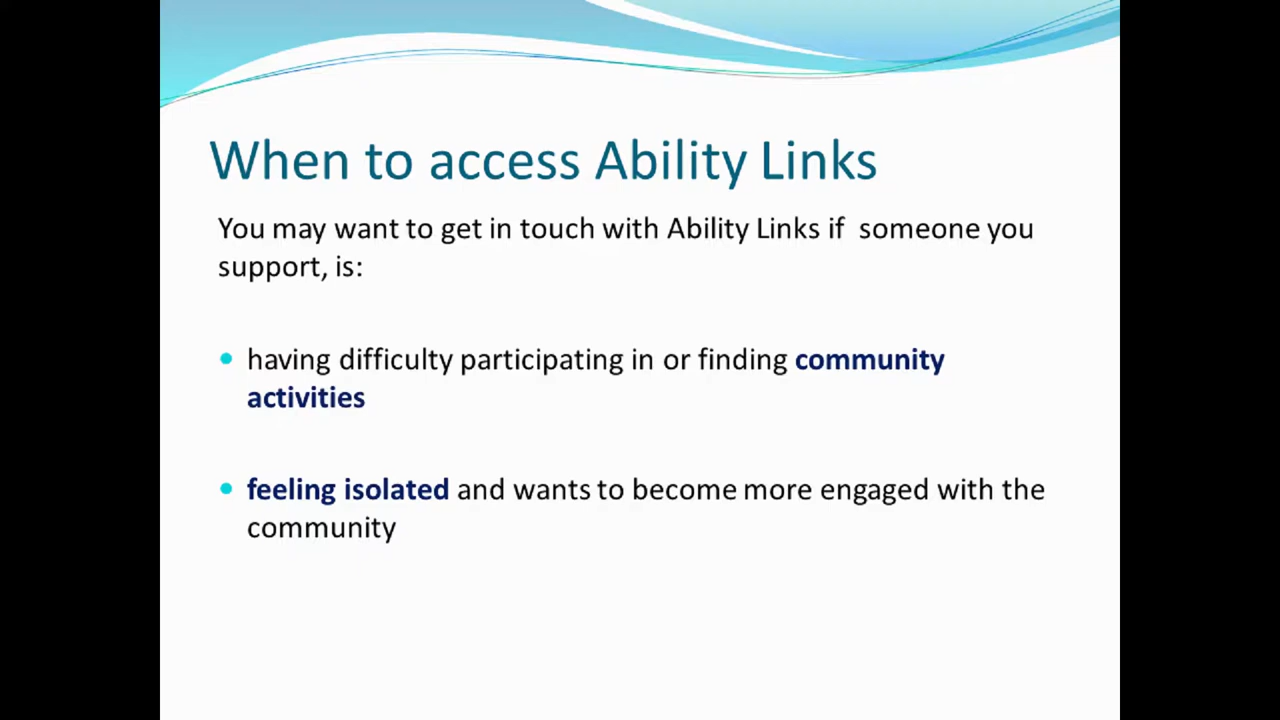 When to access Ability Links
You may want to get in touch with Ability Links if someone you
support, is:
having difficulty participating in or finding community
activities
feeling isolated and wants to become more engaged with the
community